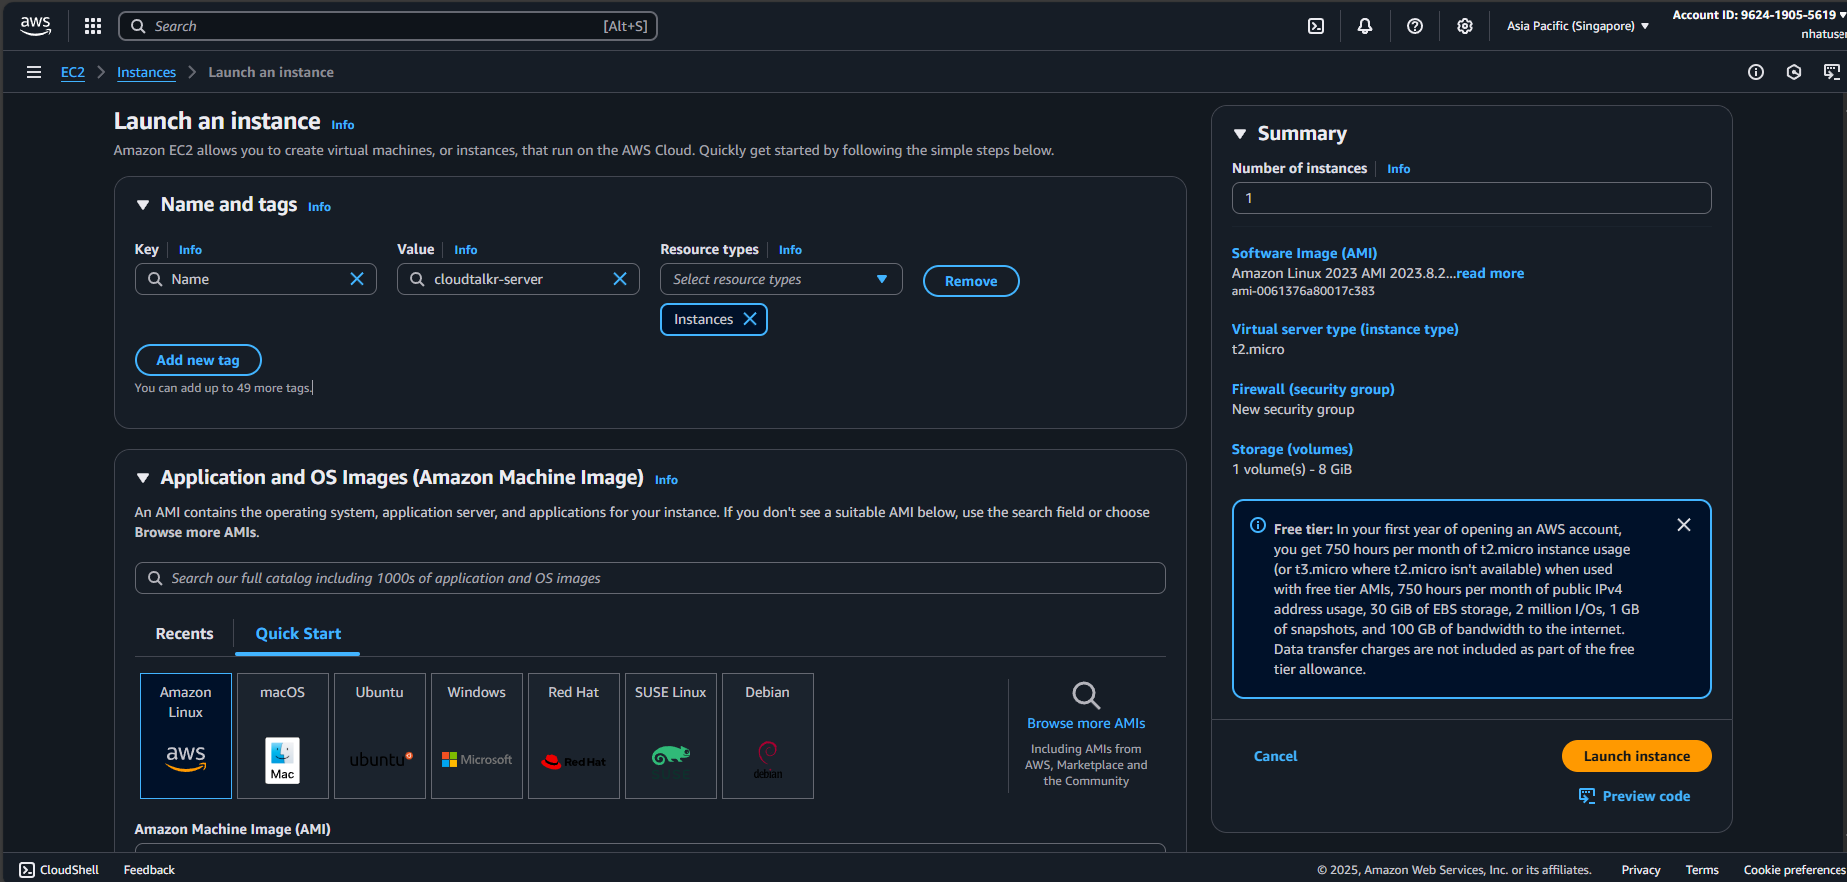 aws
Search [Alt+S]
Asia Pacific (Singapore)
Account ID: 9624-1905-5619
nhatuser
EC2 > Instances > Launch an instance
Launch an instance Info
Amazon EC2 allows you to create virtual machines, or instances, that run on the AWS Cloud. Quickly get started by following the simple steps below.
Name and tags Info
Key Info
Value Info
Resource types Info
Name
cloudtalkr-server
Select resource types
Remove
Instances
Add new tag
You can add up to 49 more tags.
Application and OS Images (Amazon Machine Image) Info
An AMI contains the operating system, application server, and applications for your instance. If you don't see a suitable AMI below, use the search field or choose
Browse more AMIs.
Search our full catalog including 1000s of application and OS images
Recents
Quick Start
Amazon
Linux
aws
macOS
Mac
Ubuntu
ubuntu
Windows
Microsoft
Red Hat
Red Hat
SUSE Linux
Debian
debian
Browse more AMIs
Including AMIs from
AWS, Marketplace and
the Community
Amazon Machine Image (AMI)
Summary
Number of instances Info
1
Software Image (AMI)
Amazon Linux 2023 AMI 2023.8.2...read more
ami-0061376a80017c383
Virtual server type (instance type)
t2.micro
Firewall (security group)
New security group
Storage (volumes)
1 volume(s) - 8 GiB
Free tier: In your first year of opening an AWS account,
you get 750 hours per month of t2.micro instance usage
(or t3.micro where t2.micro isn't available) when used
with free tier AMIs, 750 hours per month of public IPv4
address usage, 30 GiB of EBS storage, 2 million I/Os, 1 GB
of snapshots, and 100 GB of bandwidth to the internet.
Data transfer charges are not included as part of the free
tier allowance.
Cancel
Launch instance
Preview code
CloudShell
Feedback
© 2025, Amazon Web Services, Inc. or its affiliates.
Privacy
Terms
Cookie preferences